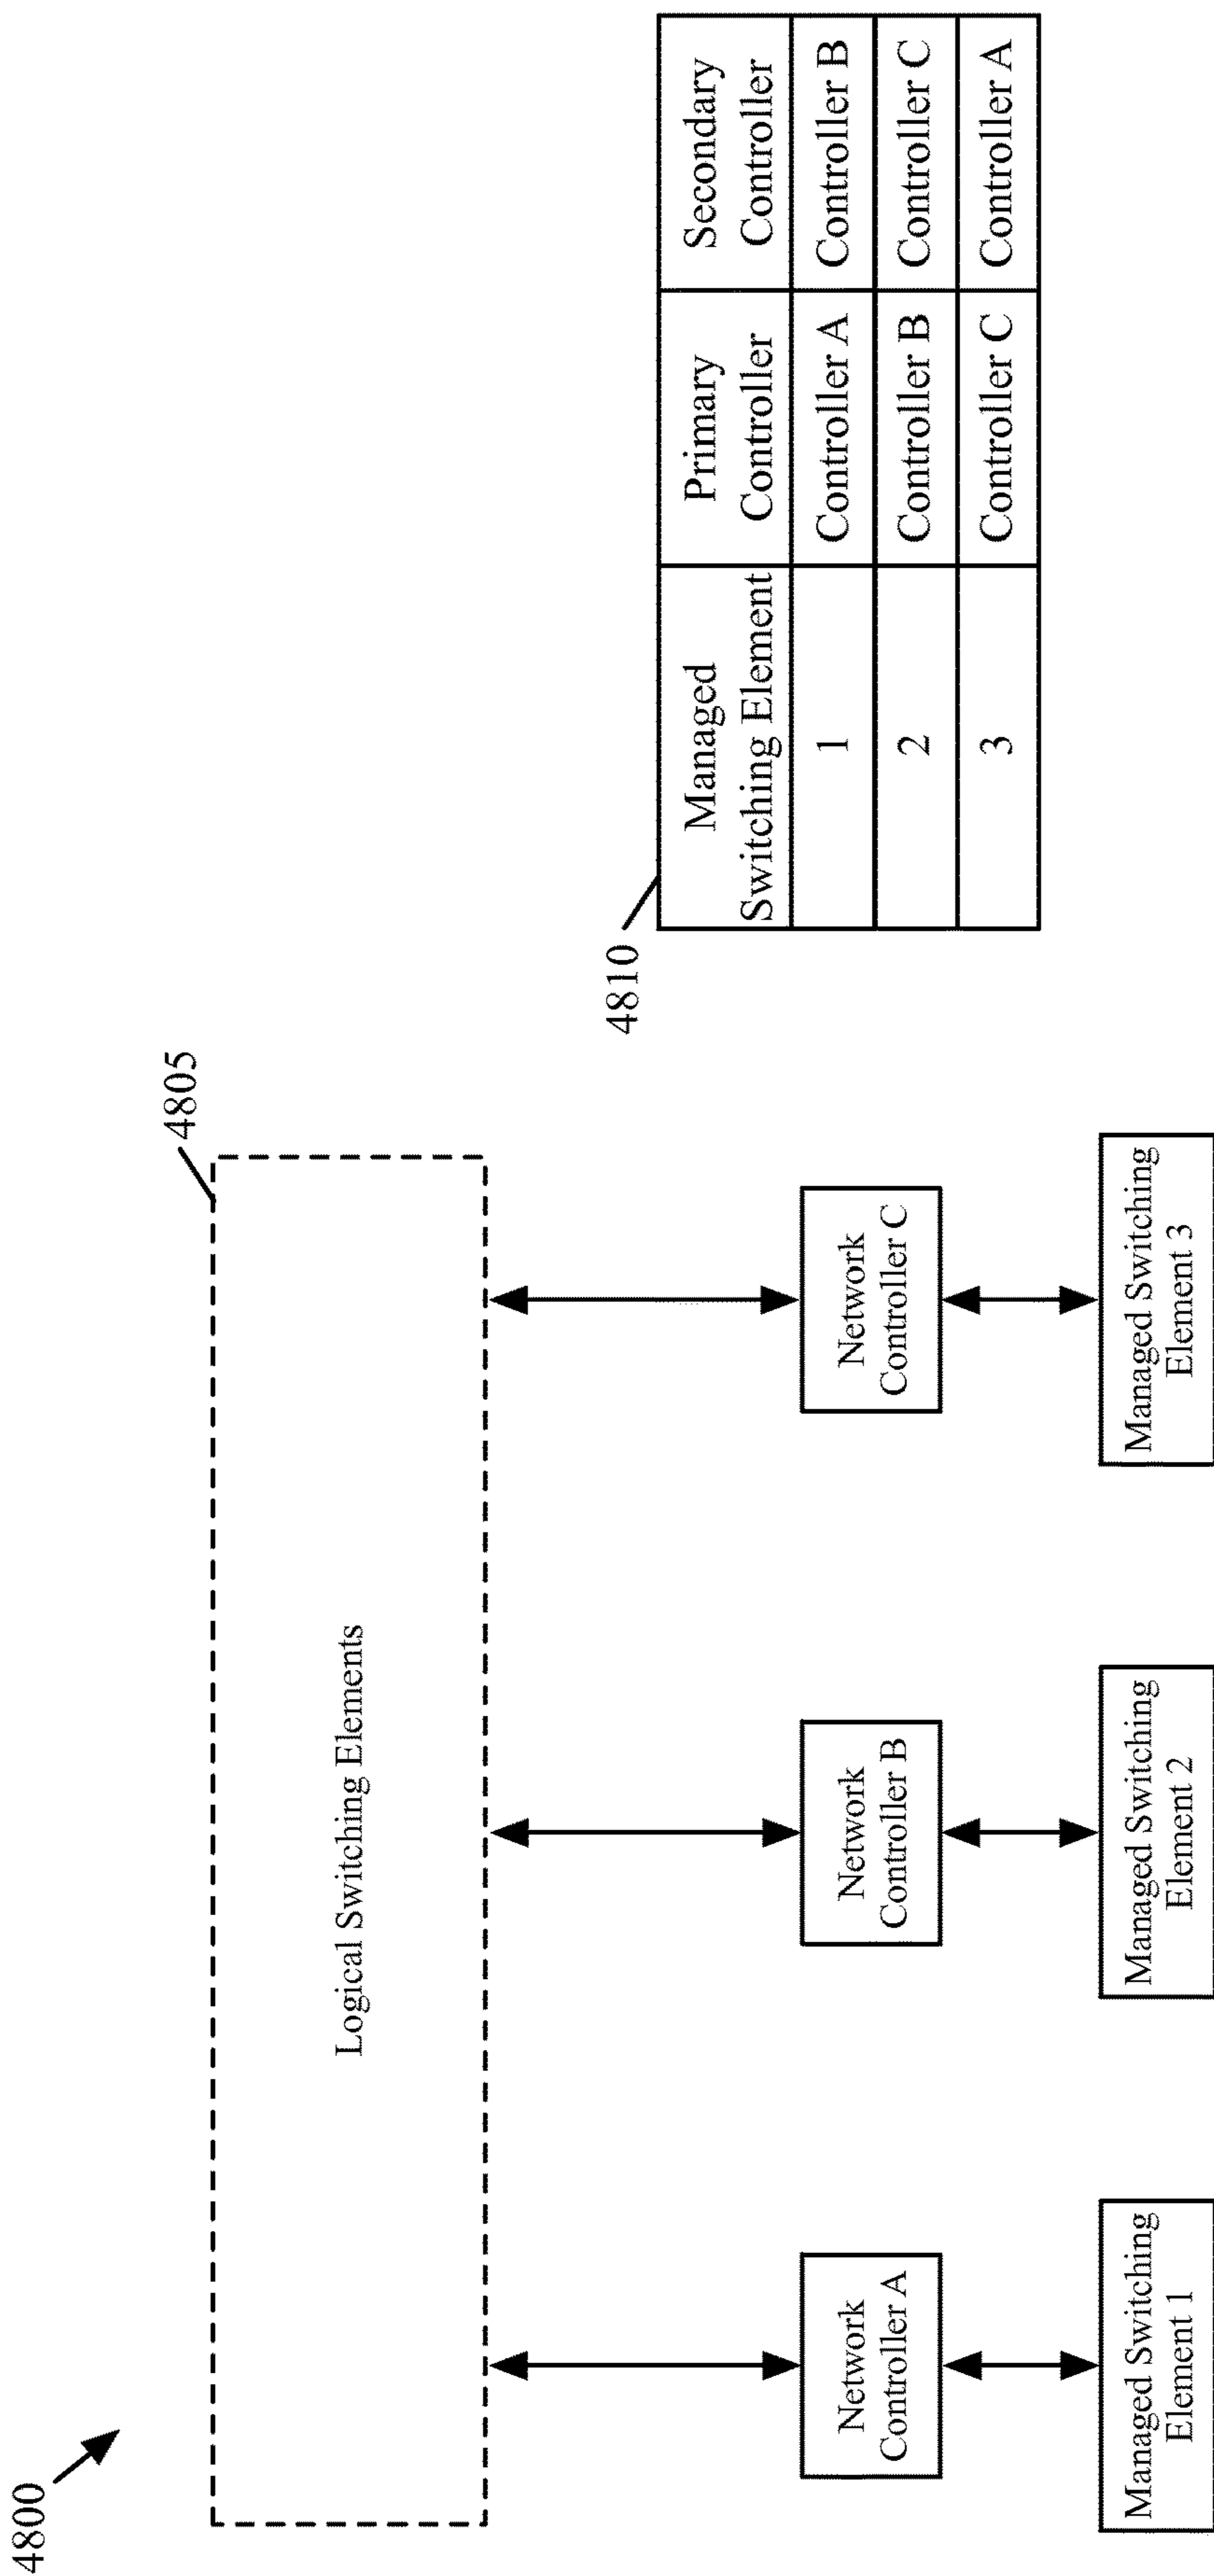 4800
4805
Logical Switching Elements
Network
Controller A
Network
Controller B
Network
Controller C
Managed Switching
Element 1
Managed Switching
Element 2
Managed Switching
Element 3
4810
Managed
Switching Element
Primary
Controller
Secondary
Controller
1
Controller A
Controller B
2
Controller B
Controller C
3
Controller C
Controller A